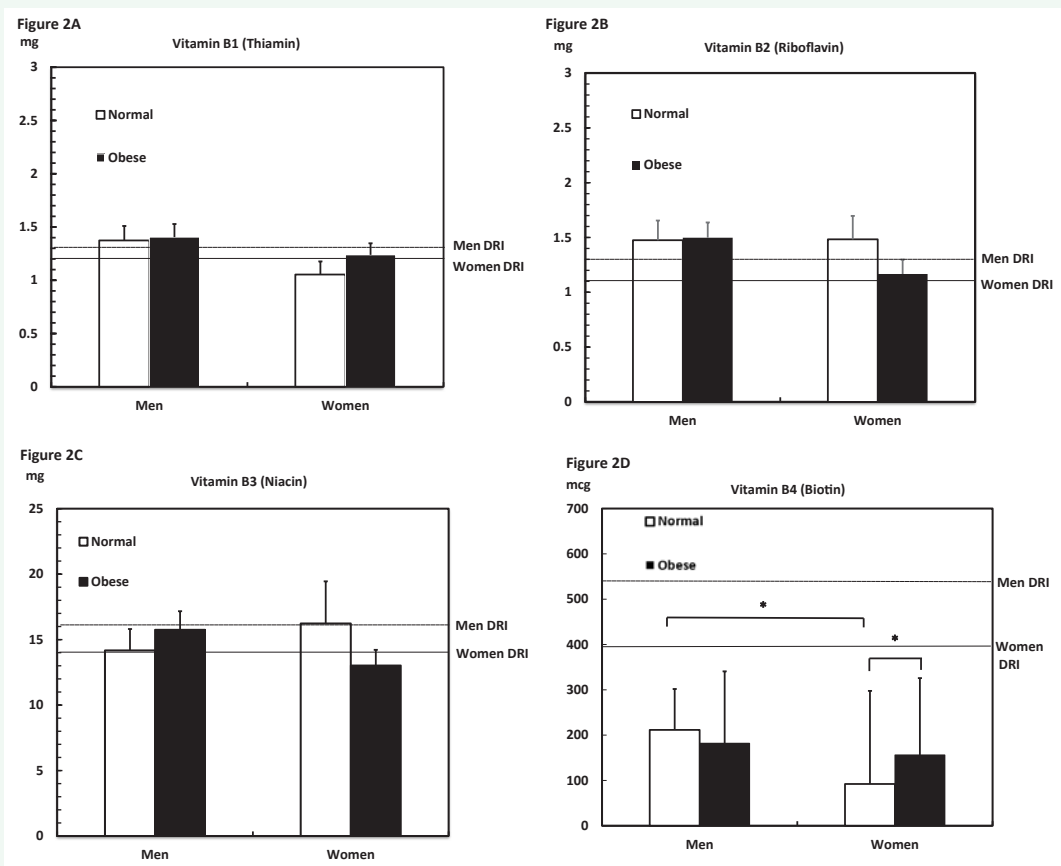 Figure 2A
mg
Vitamin B1 (Thiamin)
3
2.5
2
1.5
1
0.5
0
Normal
Obese
Men DRI
Women DRI
Men
Women
Figure 2B
mg
Vitamin B2 (Riboflavin)
3
2.5
2
1.5
1
0.5
0
Normal
Obese
Men DRI
Women DRI
Men
Women
Figure 2C
mg
Vitamin B3 (Niacin)
25
20
15
10
5
0
Normal
Obese
Men DRI
Women DRI
Men
Women
Figure 2D
mcg
Vitamin B4 (Biotin)
700
600
500
400
300
200
100
0
Normal
Obese
*
*
Men DRI
Women
DRI
Men
Women